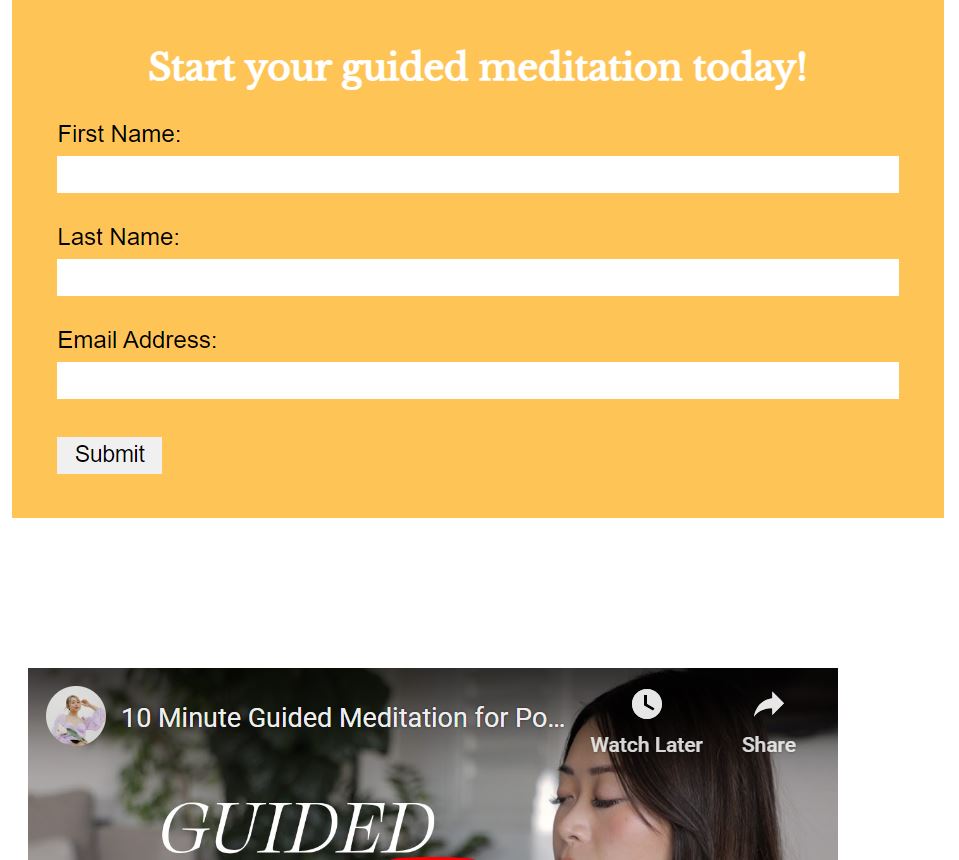 Start your guided meditation today!
First Name:
Last Name:
Email Address:
Submit
10 Minute Guided Meditation for Po...
Watch Later
Share
GUIDED